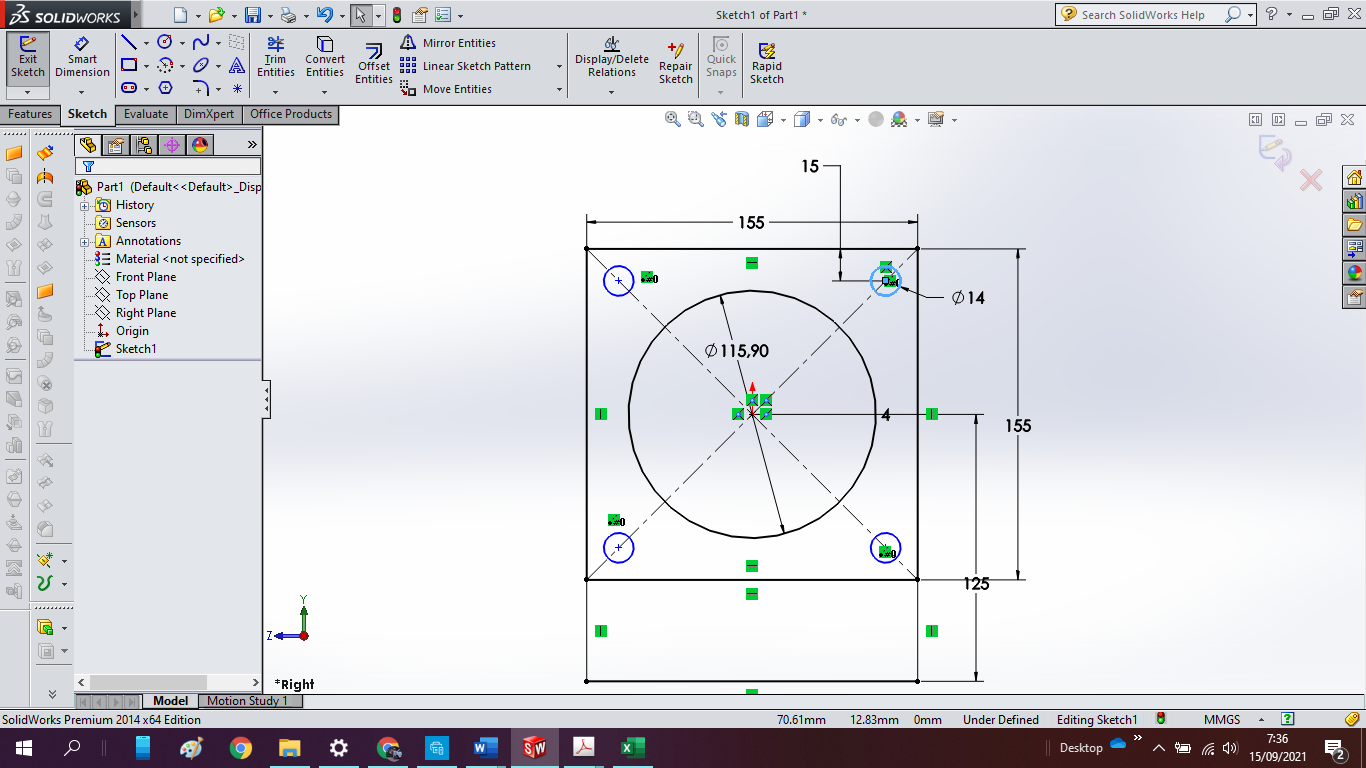 SOLIDWORKS
Sketch1 of Part1 *
Search SolidWorks Help
Exit Sketch
Smart Dimension
Trim Entities
Convert Entities
Offset Entities
Mirror Entities
Linear Sketch Pattern
Move Entities
Display/Delete Relations
Repair Sketch
Quick Snaps
Rapid Sketch
Features
Sketch
Evaluate
DimXpert
Office Products
Part1 (Default<<Default>_Disp
History
Sensors
Annotations
Material <not specified>
Front Plane
Top Plane
Right Plane
Origin
Sketch1
15
155
∅14
∅115,90
4
155
125
Y
Z
*Right
Model
Motion Study 1
SolidWorks Premium 2014 x64 Edition
70.61mm
12.83mm
0mm
Under Defined
Editing Sketch1
MMGS
Desktop
7:36
15/09/2021
2